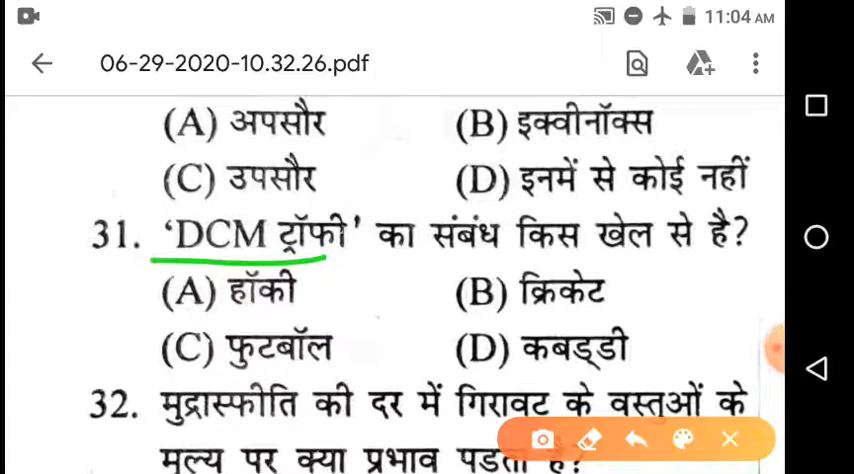 11:04 AM
06-29-2020-10.32.26.pdf
(A) अपसौर (B) इक्वीनॉक्स
(C) उपसौर (D) इनमें से कोई नहीं
31. ‘DCM ट्रॉफी’ का संबंध किस खेल से है?
(A) हॉकी (B) क्रिकेट
(C) फुटबॉल (D) कबड्डी
32. मुद्रास्फीति की दर में गिरावट के वस्तुओं के
मूल्य पर क्या प्रभाव पडता है?